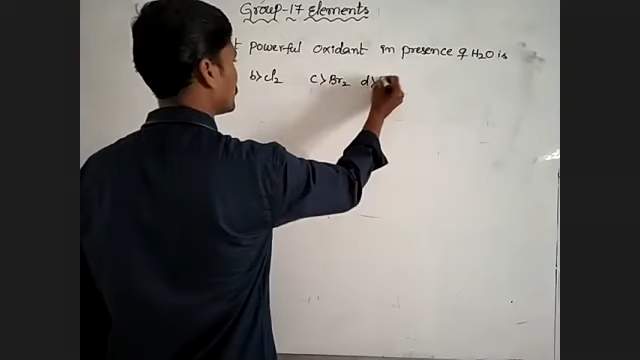 Group-17 Elements
powerful oxidant in presence of H2O is
b> Cl2 c> Br2 d>